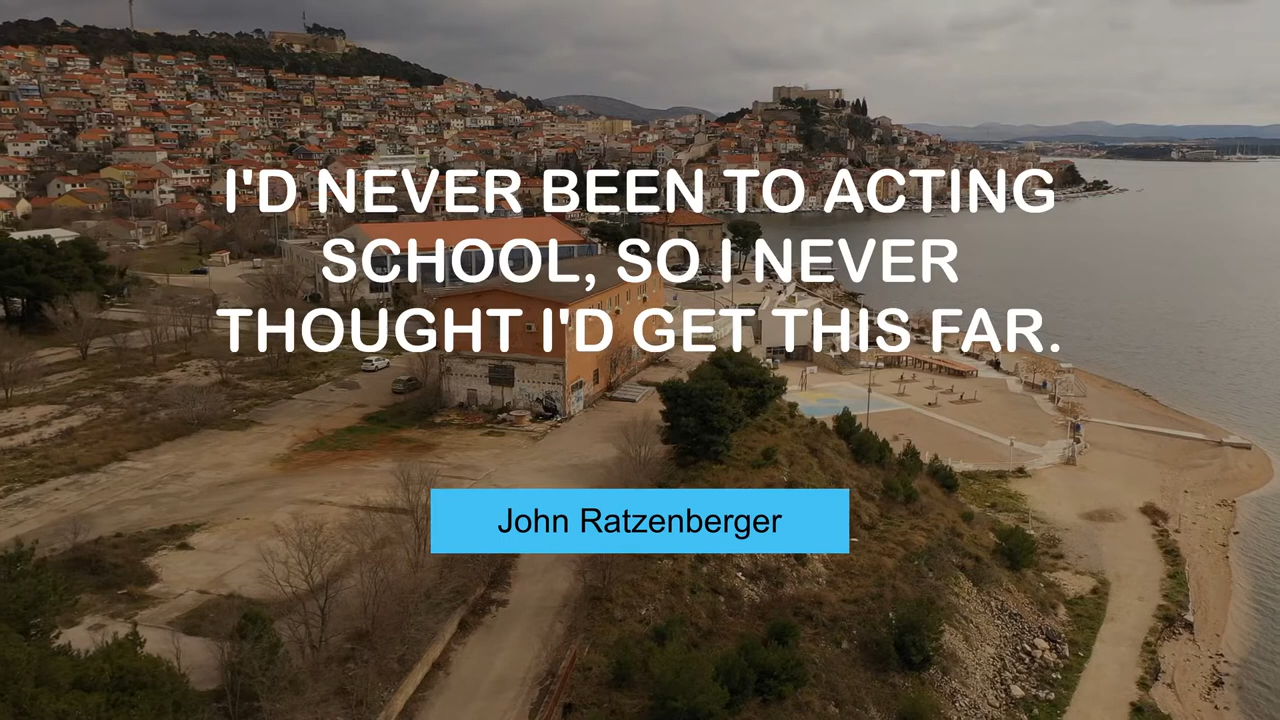 I'D NEVER BEEN TO ACTING
SCHOOL, SO I NEVER
THOUGHT I'D GET THIS FAR.
John Ratzenberger